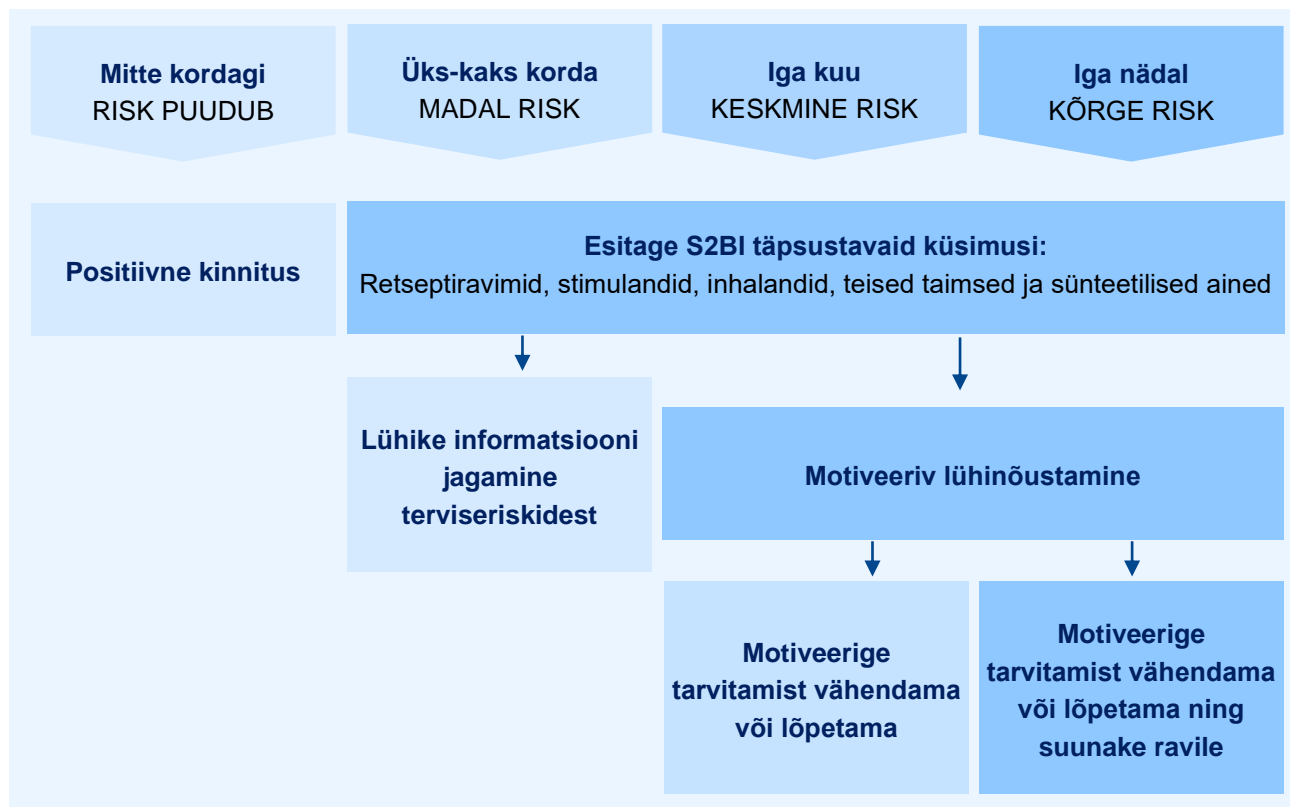 Mitte kordagi
RISK PUUDUB
Üks-kaks korda
MADAL RISK
Iga kuu
KESKMINE RISK
Iga nädal
KÕRGE RISK
Positiivne kinnitus
Esitage S2BI täpsustavaid küsimusi:
Retseptiravimid, stimulandid, inhalandid, teised taimsed ja sünteetilised ained
Lühike informatsiooni
jagamine
terviseriskidest
Motiveeriv lühinõustamine
Motiveerige
tarvitamist vähendama
või lõpetama
Motiveerige
tarvitamist vähendama
või lõpetama ning
suunake ravile